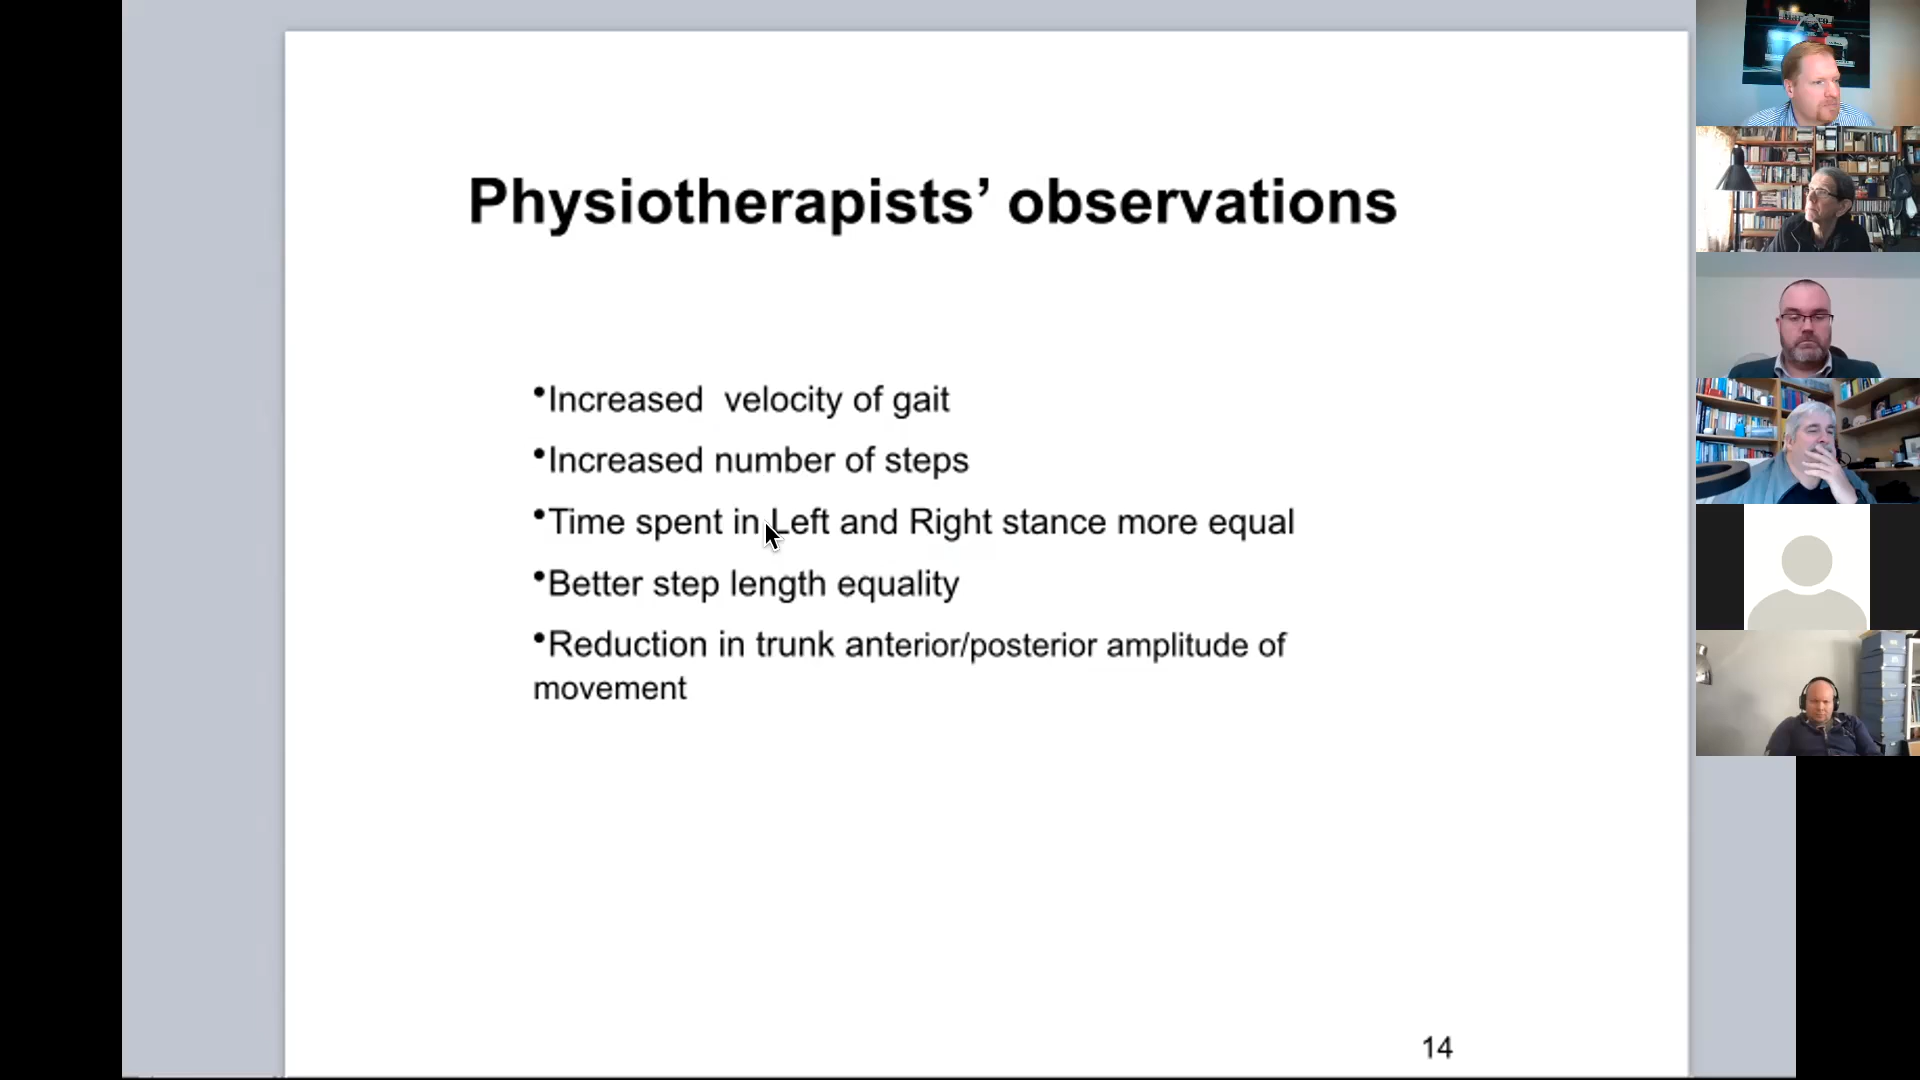 Physiotherapists’ observations
•Increased  velocity of gait
•Increased number of steps
•Time spent in Left and Right stance more equal
•Better step length equality
•Reduction in trunk anterior/posterior amplitude of
movement
14